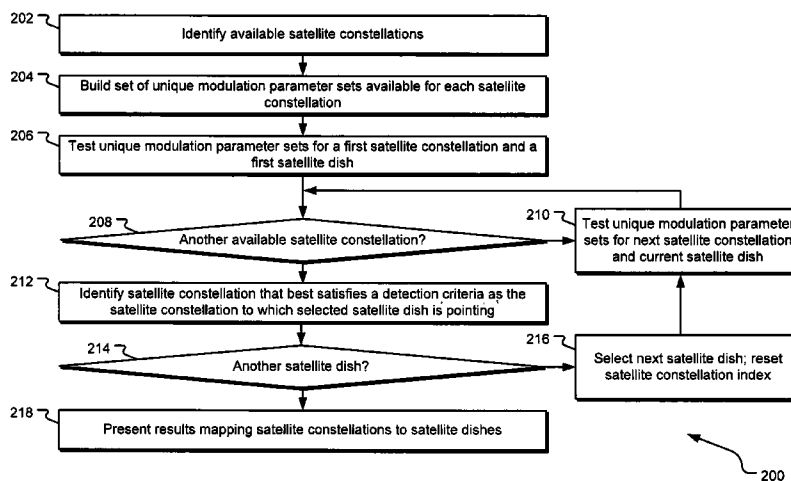 202
Identify available satellite constellations
204
Build set of unique modulation parameter sets available for each satellite
constellation
206
Test unique modulation parameter sets for a first satellite constellation and a
first satellite dish
208
Another available satellite constellation?
210
Test unique modulation parameter
sets for next satellite constellation
and current satellite dish
212
Identify satellite constellation that best satisfies a detection criteria as the
satellite constellation to which selected satellite dish is pointing
214
Another satellite dish?
216
Select next satellite dish; reset
satellite constellation index
218
Present results mapping satellite constellations to satellite dishes
200